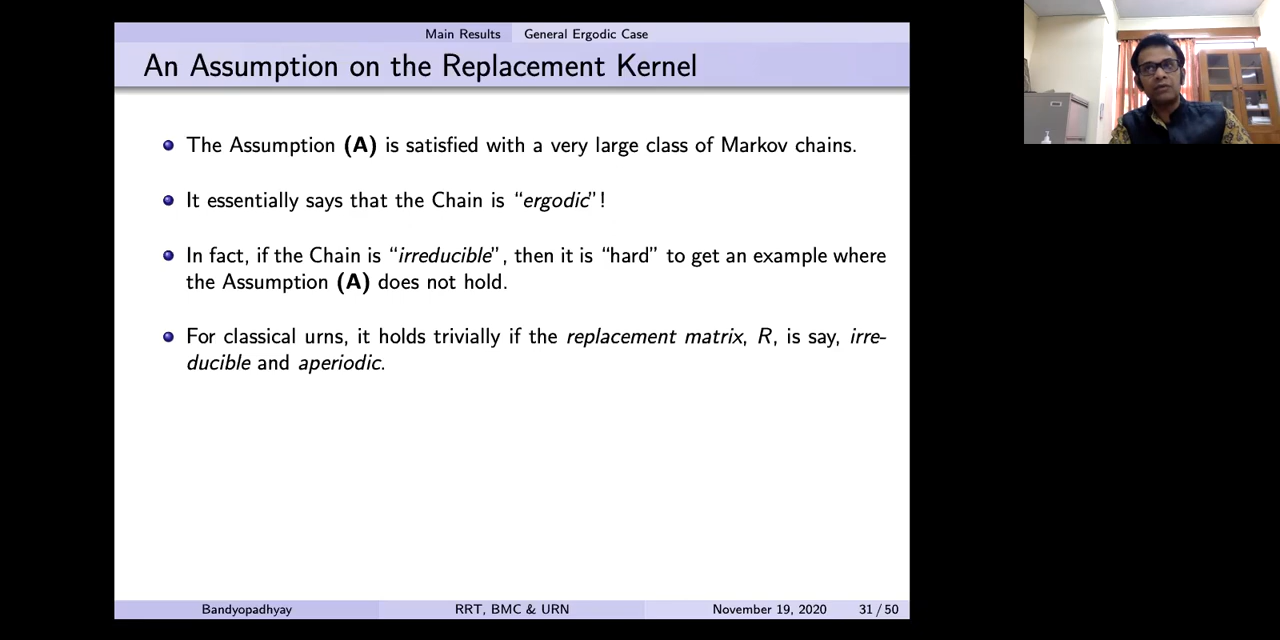 Main Results General Ergodic Case
An Assumption on the Replacement Kernel
The Assumption (A) is satisfied with a very large class of Markov chains.
It essentially says that the Chain is “ergodic”!
In fact, if the Chain is “irreducible”, then it is “hard” to get an example where
the Assumption (A) does not hold.
For classical urns, it holds trivially if the replacement matrix, R, is say, irre-
ducible and aperiodic.
Bandyopadhyay RRT, BMC & URN November 19, 2020 31 / 50